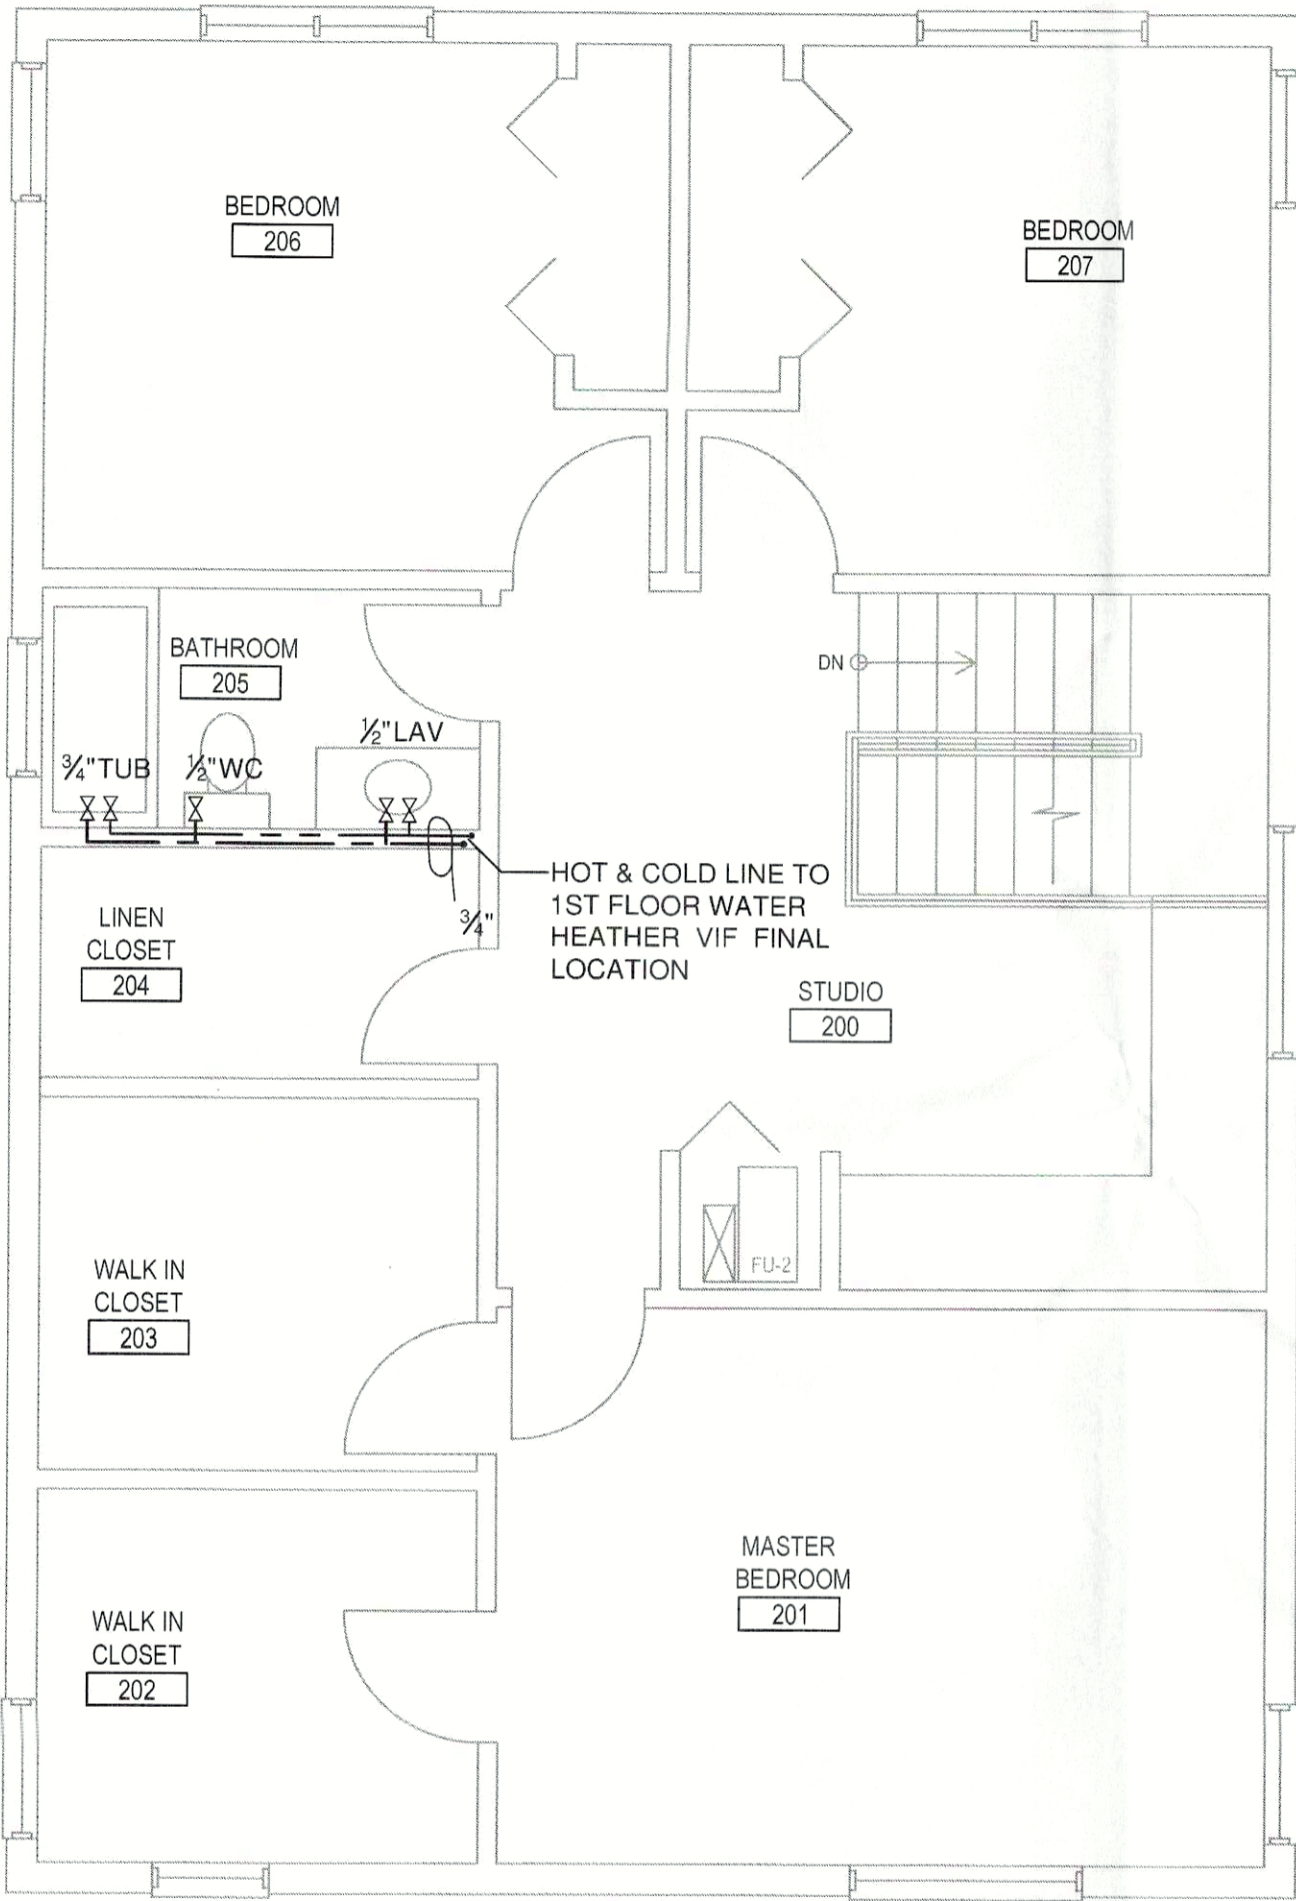 BEDROOM
206
BEDROOM
207
BATHROOM
205
DN
½"LAV
¾"TUB
½"WC
HOT & COLD LINE TO
1ST FLOOR WATER
HEATHER VIF FINAL
LOCATION
¾"
LINEN
CLOSET
204
STUDIO
200
FU-2
WALK IN
CLOSET
203
MASTER
BEDROOM
201
WALK IN
CLOSET
202